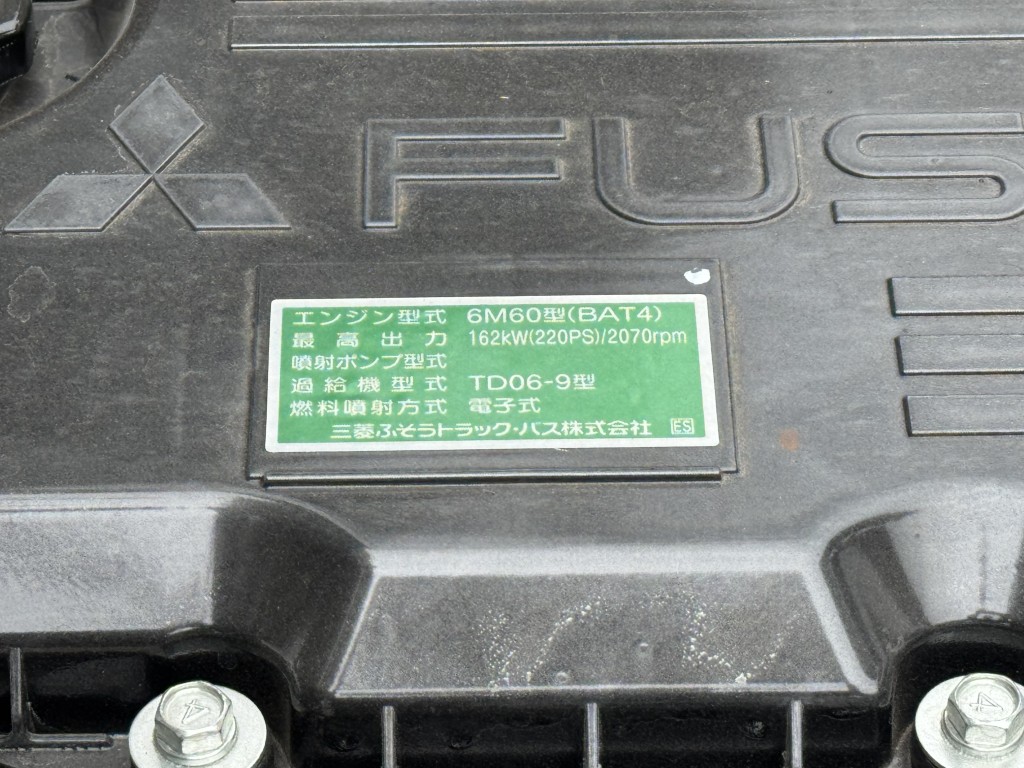 FUS
エンジン型式 6M60型(BAT4)
最高出力 162kW(220PS)/2070rpm
噴射ポンプ型式
過給機型式 TD06-9型
燃料噴射方式 電子式
三菱ふそうトラック・バス株式会社 ES
4 4